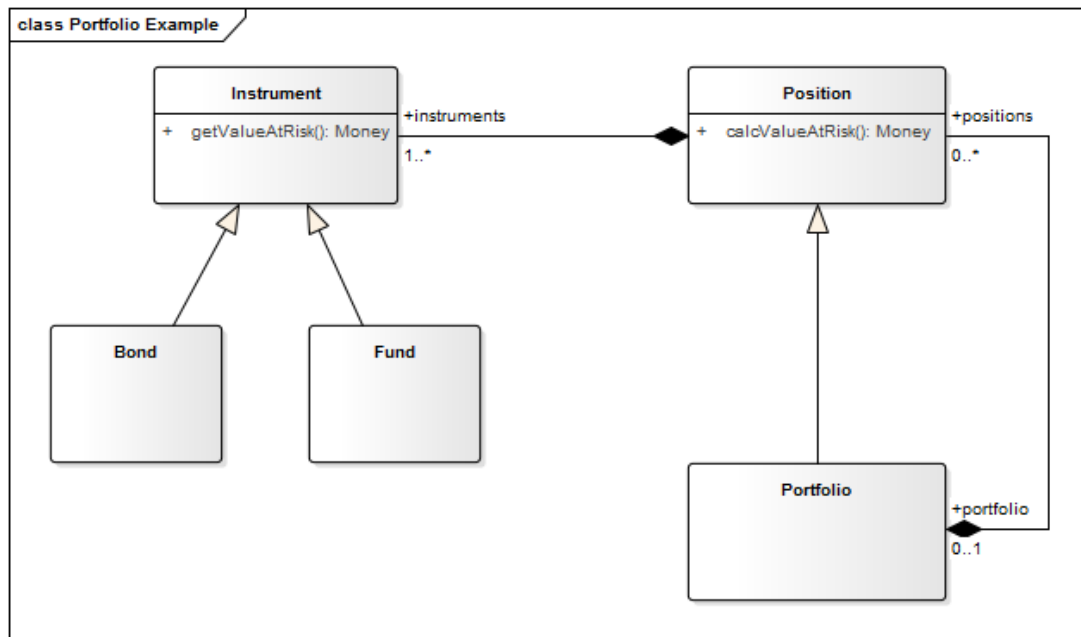 class Portfolio Example
Instrument
+ getValueAtRisk(): Money
+instruments
1..*
Position
+ calcValueAtRisk(): Money
+positions
0..*
Bond
Fund
Portfolio
+portfolio
0..1